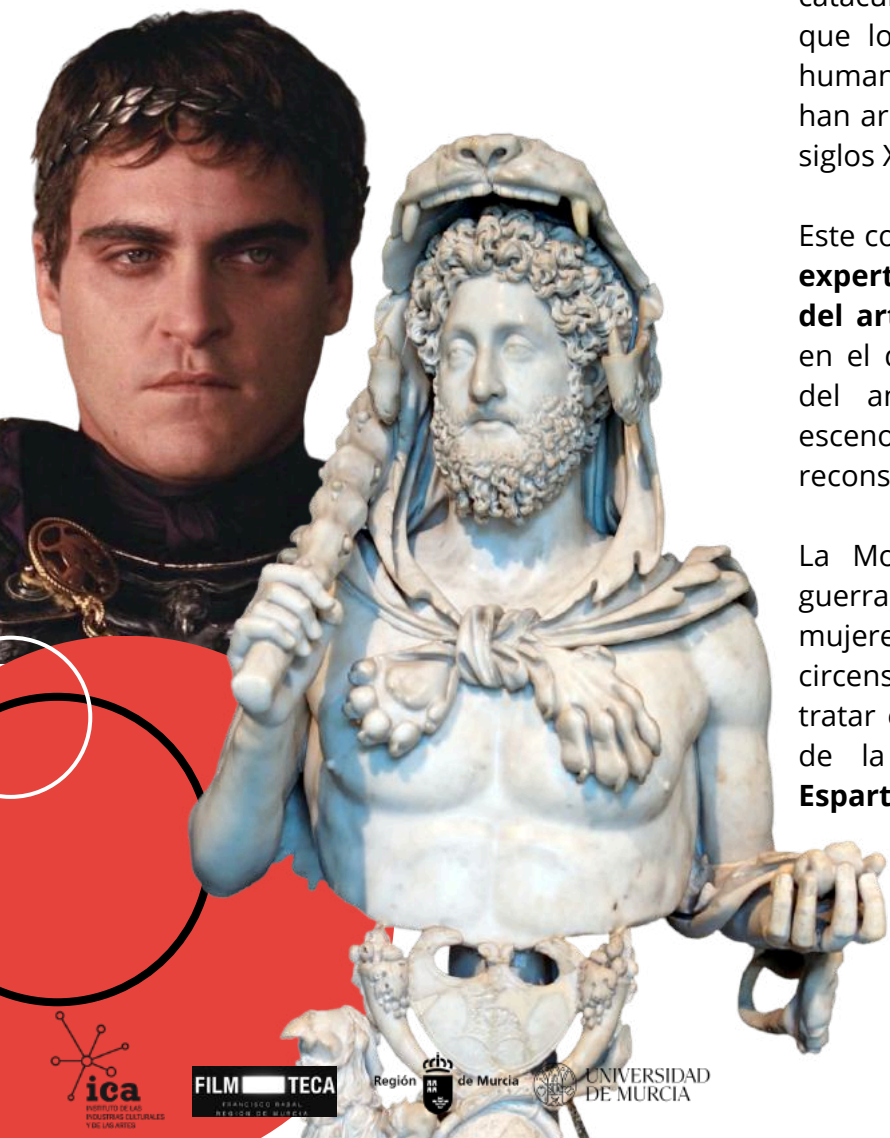 que lo
human
han ar
siglos X
Este co
expert
del art
en el d
del an
esceno
recons
La Mo
guerra
mujere
circens
tratar
de la
Espart
ica
INSTITUTO DE LAS
INDUSTRIAS CULTURALES
Y DE LAS ARTES
FILM TECA
FRANCISCO RABAL
REGIÓN DE MURCIA
Región de Murcia
UNIVERSIDAD
DE MURCIA